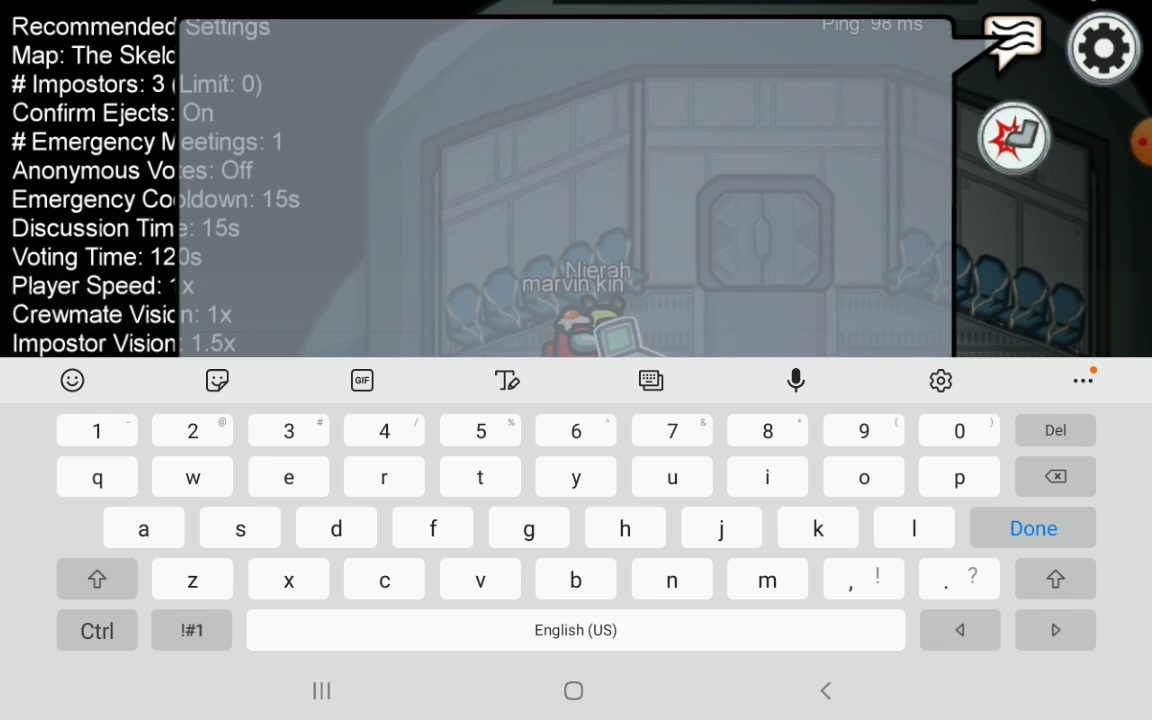 Recommended Settings
Ping: 98 ms
Map: The Skeld
# Impostors: 3 (Limit: 0)
Confirm Ejects: On
# Emergency Meetings: 1
Anonymous Votes: Off
Emergency Cooldown: 15s
Discussion Time: 15s
Voting Time: 120s
Player Speed: 1x
Crewmate Vision: 1x
Impostor Vision: 1.5x
Nierah
marvin kin
GIF
1 2 @ 3 # 4 / 5 % 6 ^ 7 & 8 * 9 ( 0 ) Del
q w e r t y u i o p
a s d f g h j k l Done
z x c v b n m , ! . ?
Ctrl !#1 English (US)